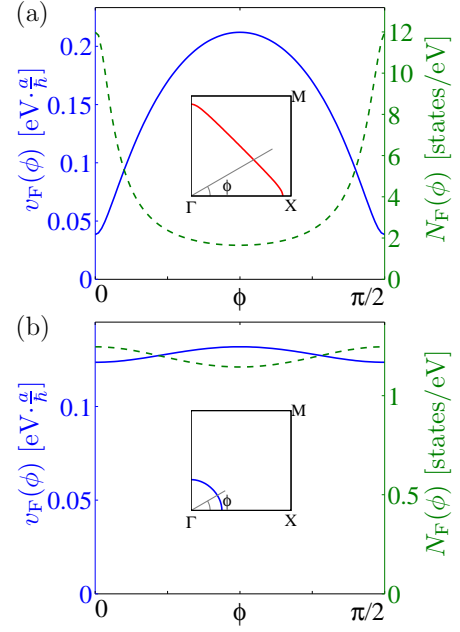 (a)
0.2
0.15
0.1
0.05
0
v_F(ϕ) [eV·a/ħ]
12
10
8
6
4
2
0
N_F(ϕ) [states/eV]
M
ϕ
Γ
X
0
ϕ
π/2
(b)
0.1
0.05
0
v_F(ϕ) [eV·a/ħ]
1
0.5
0
N_F(ϕ) [states/eV]
M
ϕ
Γ
X
0
ϕ
π/2